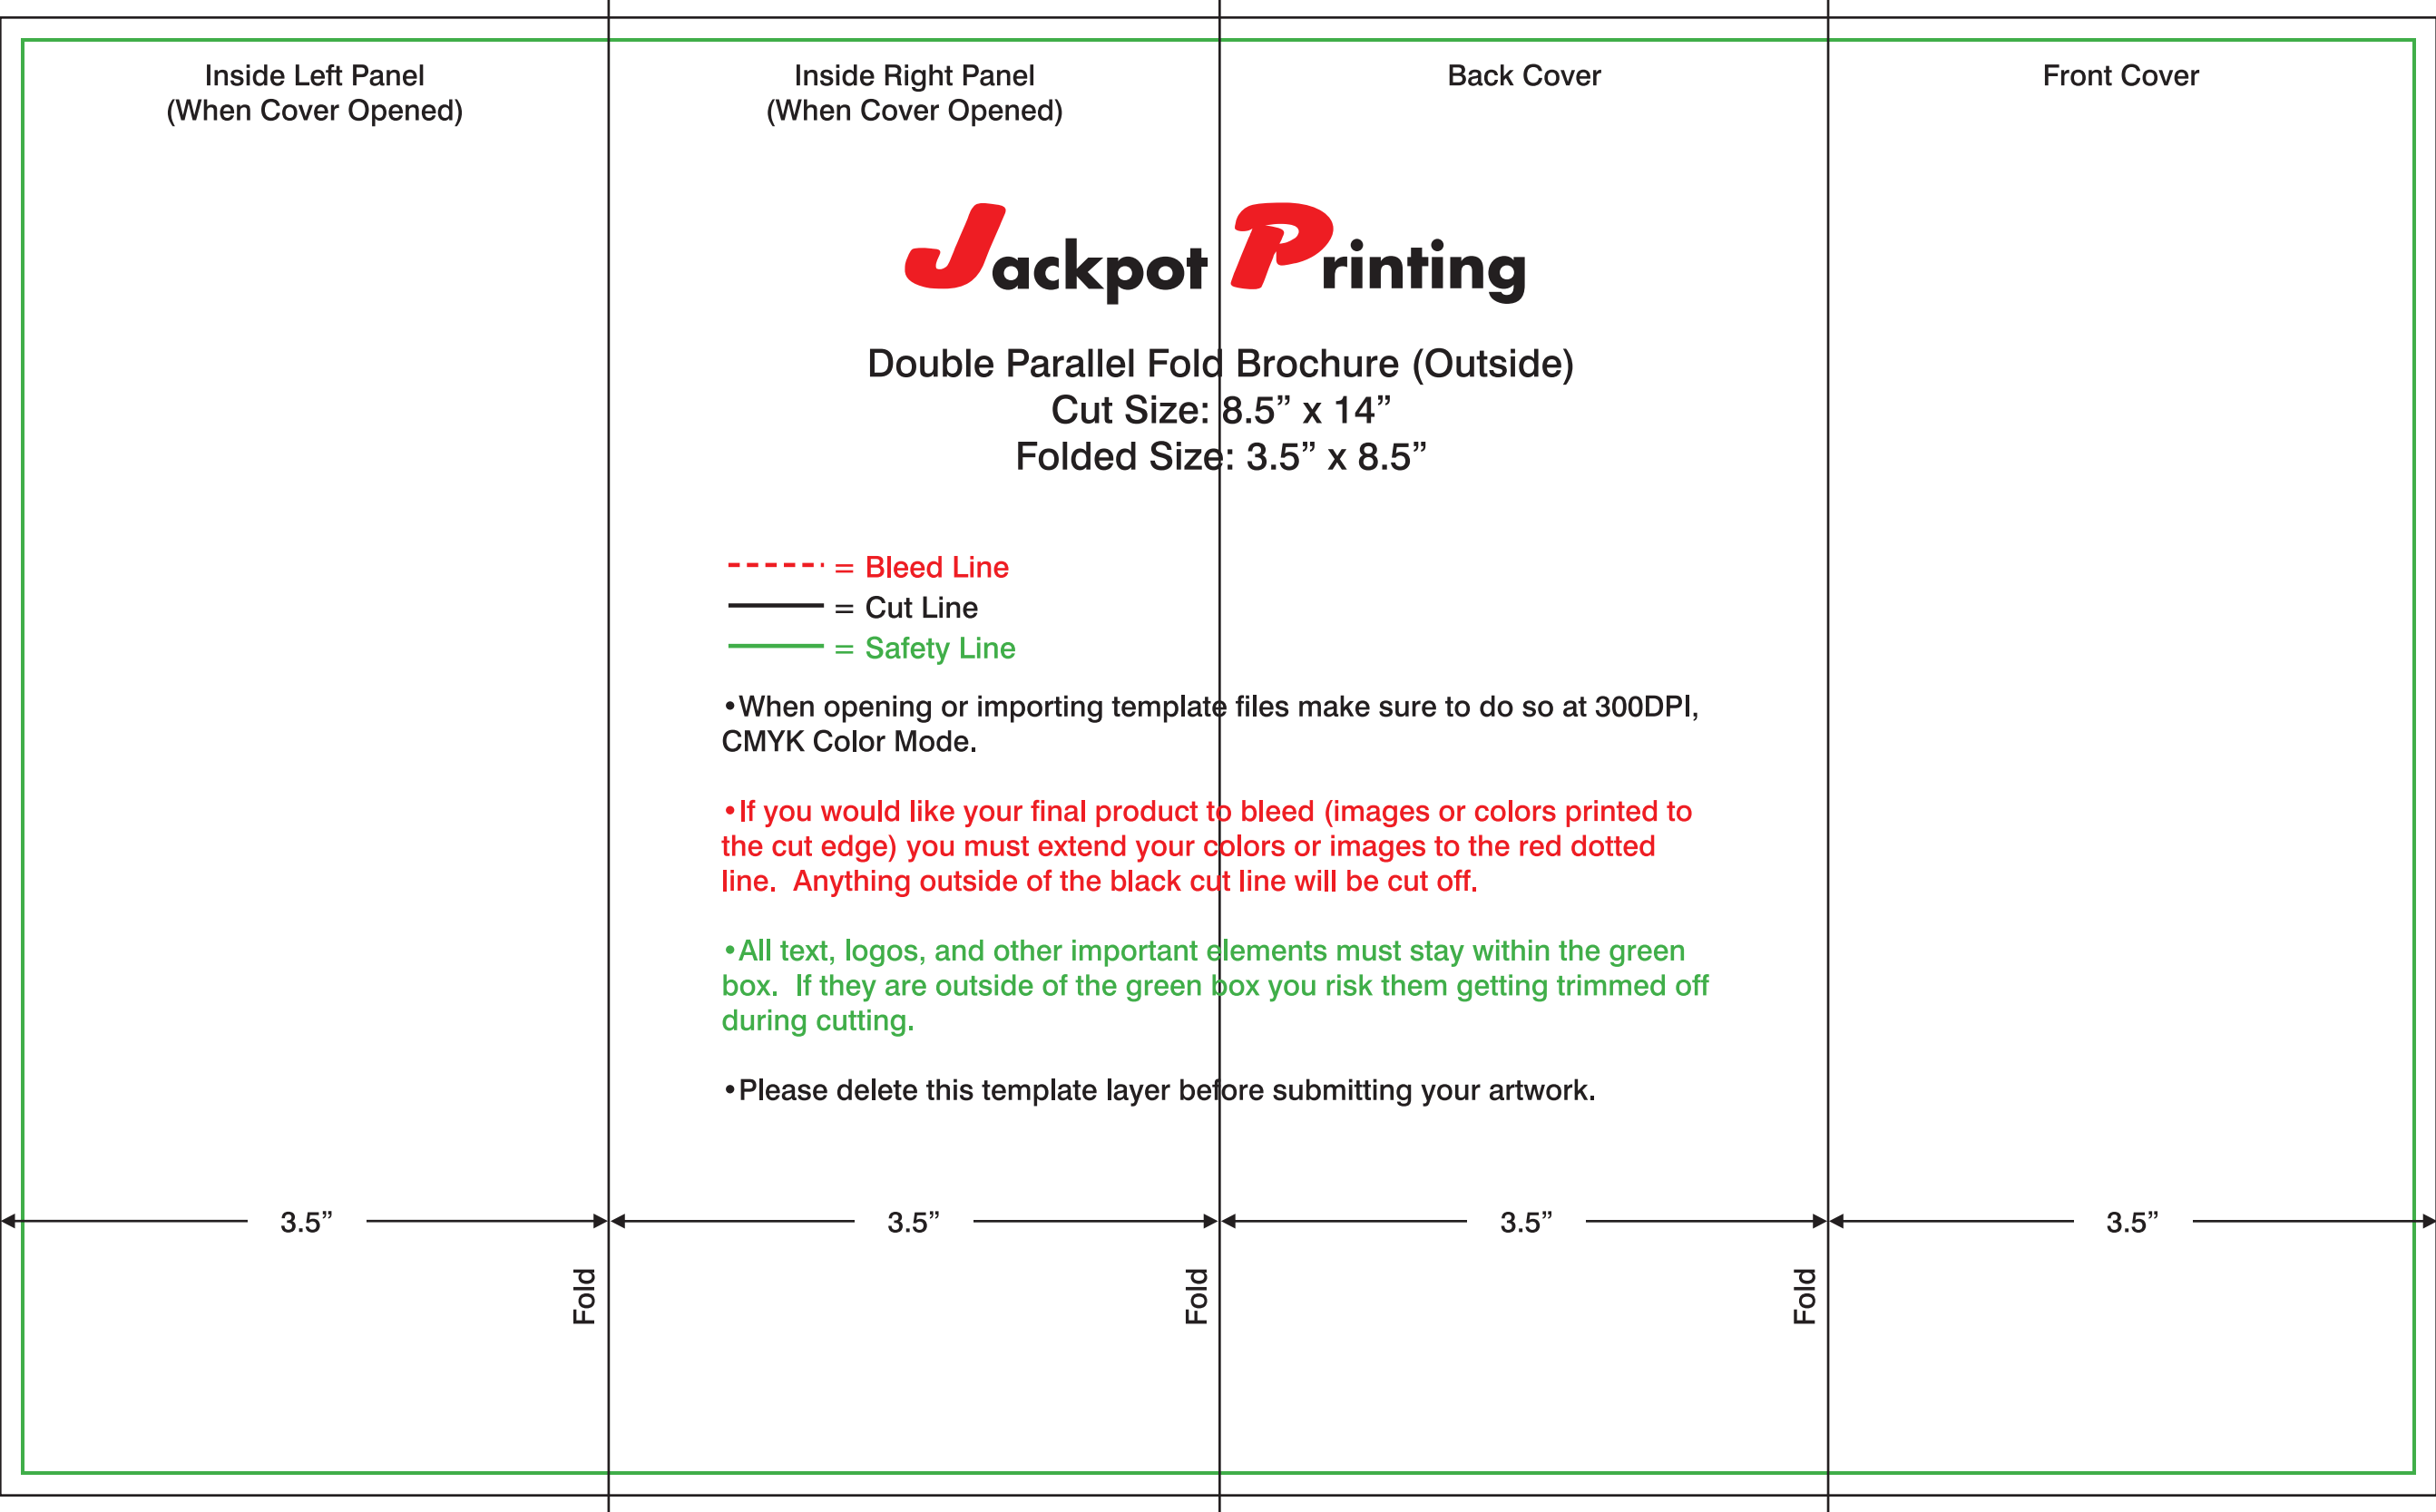 Inside Left Panel
(When Cover Opened)
Inside Right Panel
(When Cover Opened)
Back Cover
Front Cover
Jackpot Printing
Double Parallel Fold Brochure (Outside)
Cut Size: 8.5” x 14”
Folded Size: 3.5” x 8.5”
= Bleed Line
= Cut Line
= Safety Line
•When opening or importing template files make sure to do so at 300DPI,
CMYK Color Mode.
•If you would like your final product to bleed (images or colors printed to
the cut edge) you must extend your colors or images to the red dotted
line.  Anything outside of the black cut line will be cut off.
•All text, logos, and other important elements must stay within the green
box.  If they are outside of the green box you risk them getting trimmed off
during cutting.
•Please delete this template layer before submitting your artwork.
3.5”
3.5”
3.5”
3.5”
Fold
Fold
Fold